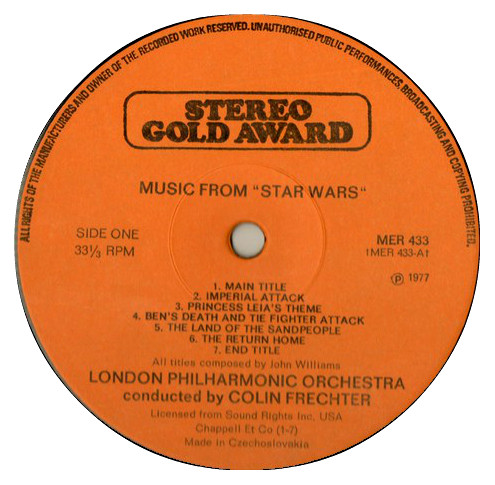 ALL RIGHTS OF THE MANUFACTURERS AND OWNER OF THE RECORDED WORK RESERVED. UNAUTHORISED PUBLIC PERFORMANCES, BROADCASTING AND COPYING PROHIBITED.
STEREO
GOLD AWARD
MUSIC FROM "STAR WARS"
SIDE ONE
33⅓ RPM
MER 433
†MER 433-A†
℗ 1977
1. MAIN TITLE
2. IMPERIAL ATTACK
3. PRINCESS LEIA'S THEME
4. BEN'S DEATH AND TIE FIGHTER ATTACK
5. THE LAND OF THE SANDPEOPLE
6. THE RETURN HOME
7. END TITLE
All titles composed by John Williams
LONDON PHILHARMONIC ORCHESTRA
conducted by COLIN FRECHTER
Licensed from Sound Rights Inc, USA
Chappell Et Co (1-7)
Made in Czechoslovakia